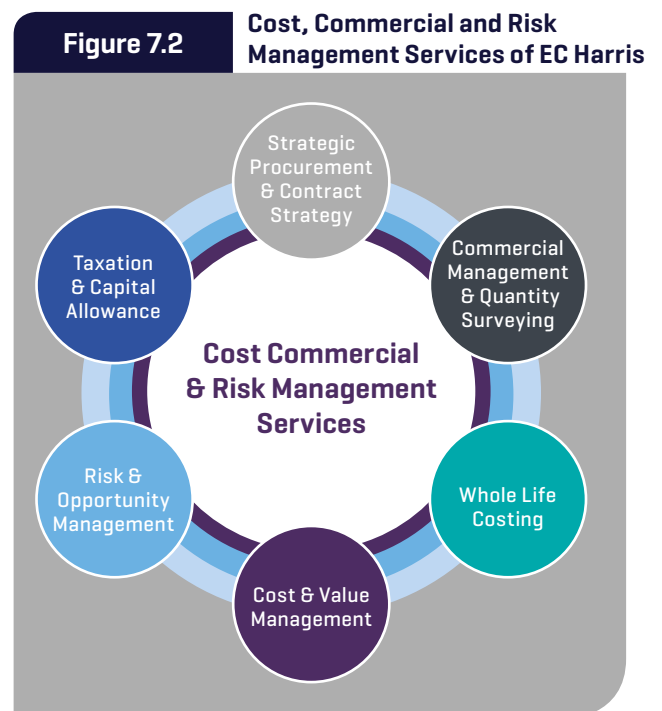 Figure 7.2
Cost, Commercial and Risk
Management Services of EC Harris
Strategic
Procurement
& Contract
Strategy
Commercial
Management
& Quantity
Surveying
Whole Life
Costing
Cost & Value
Management
Risk &
Opportunity
Management
Taxation
& Capital
Allowance
Cost Commercial
& Risk Management
Services